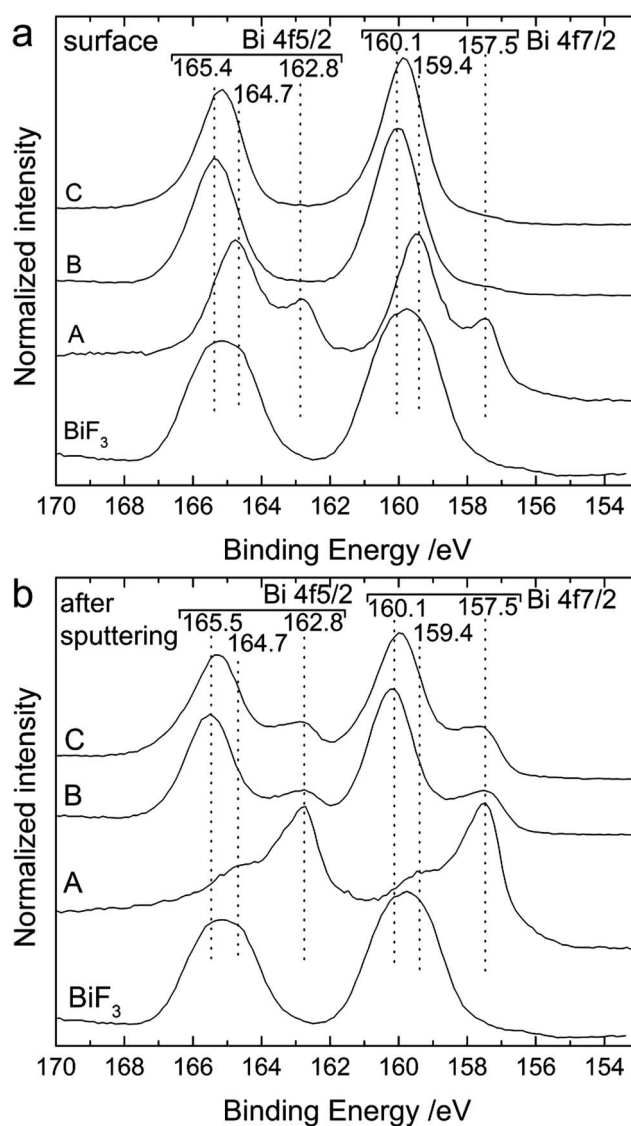 a
surface
Bi 4f5/2
Bi 4f7/2
165.4
162.8
160.1
157.5
164.7
159.4
C
B
A
BiF3
Normalized intensity
170 168 166 164 162 160 158 156 154
Binding Energy /eV
b
after
sputtering
Bi 4f5/2
Bi 4f7/2
165.5
162.8
160.1
157.5
164.7
159.4
C
B
A
BiF3
Normalized intensity
170 168 166 164 162 160 158 156 154
Binding Energy /eV